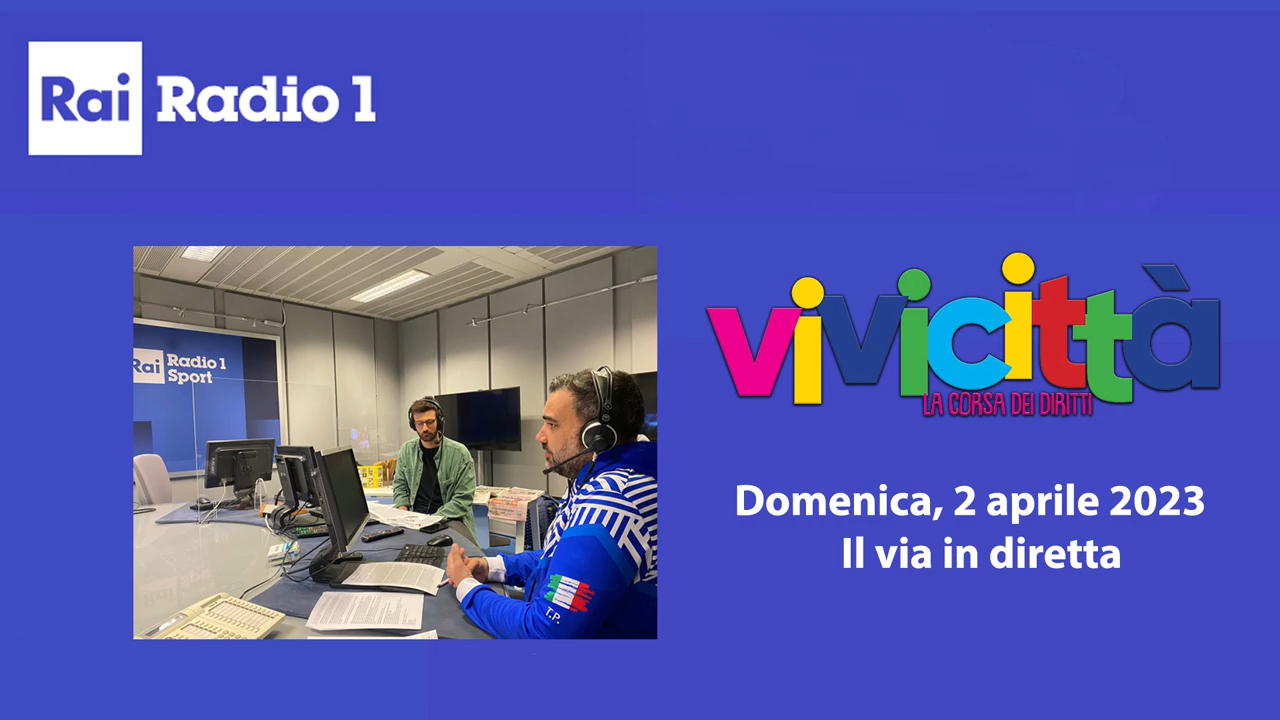 Rai Radio 1
Rai Radio 1
Sport
vivicittà
LA CORSA DEI DIRITTI
Domenica, 2 aprile 2023
Il via in diretta
T.P.